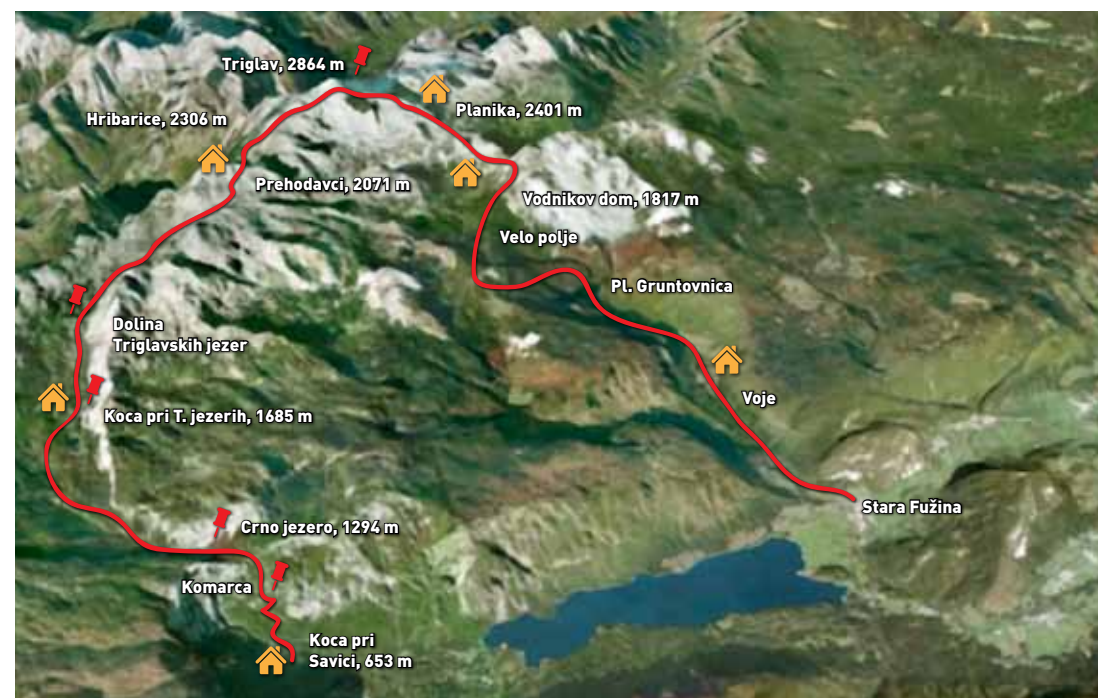 Triglav, 2864 m
Planika, 2401 m
Hribarice, 2306 m
Prehodavci, 2071 m
Vodnikov dom, 1817 m
Velo polje
Pl. Gruntovnica
Dolina
Triglavskih jezer
Voje
Koca pri T. jezerih, 1685 m
Stara Fužina
Crno jezero, 1294 m
Komarca
Koca pri
Savici, 653 m